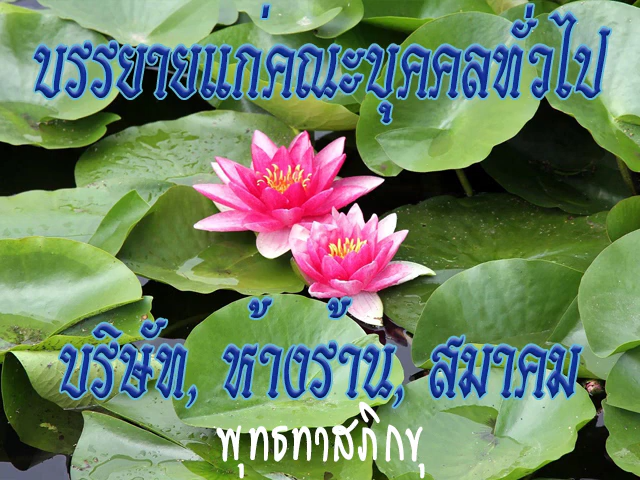 บรรยายแก่คณะบุคคลทั่วไป
บริษัท, ห้างร้าน, สมาคม
พุทธทาสภิกขุ